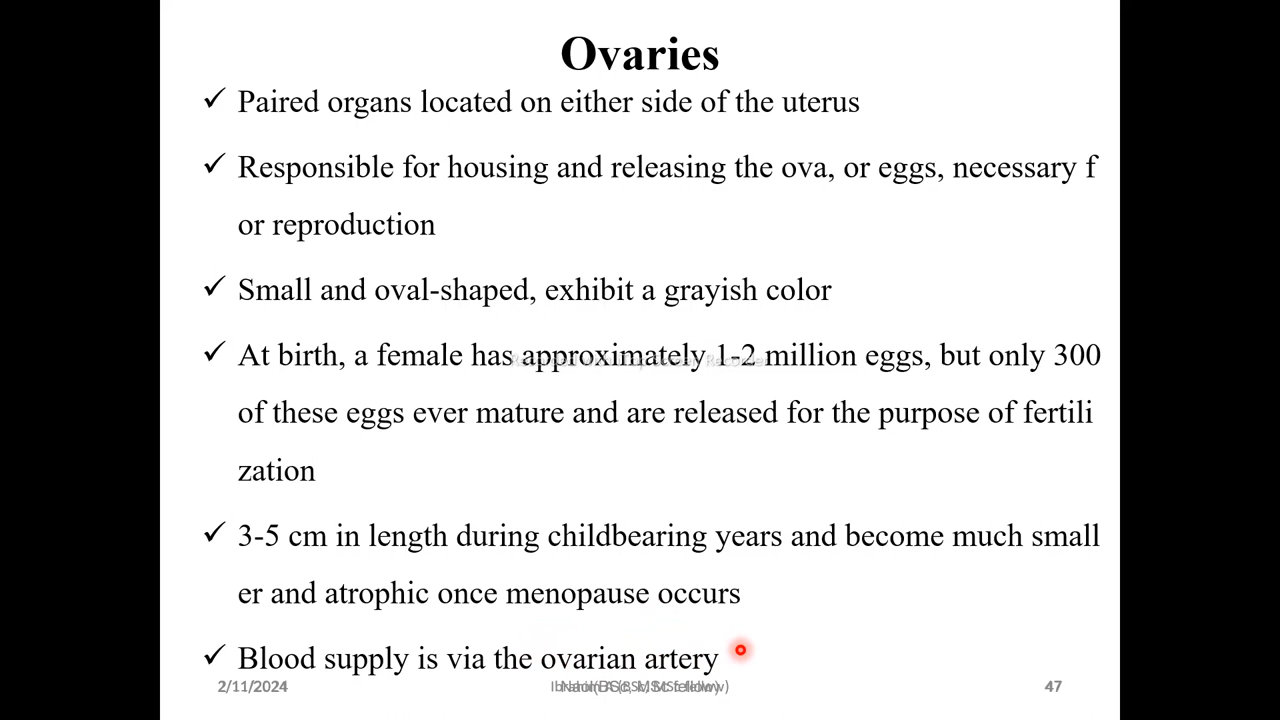 Ovaries
✓ Paired organs located on either side of the uterus
✓ Responsible for housing and releasing the ova, or eggs, necessary f
or reproduction
✓ Small and oval-shaped, exhibit a grayish color
✓ At birth, a female has approximately 1-2 million eggs, but only 300
of these eggs ever mature and are released for the purpose of fertili
zation
✓ 3-5 cm in length during childbearing years and become much small
er and atrophic once menopause occurs
✓ Blood supply is via the ovarian artery
2/11/2024
47